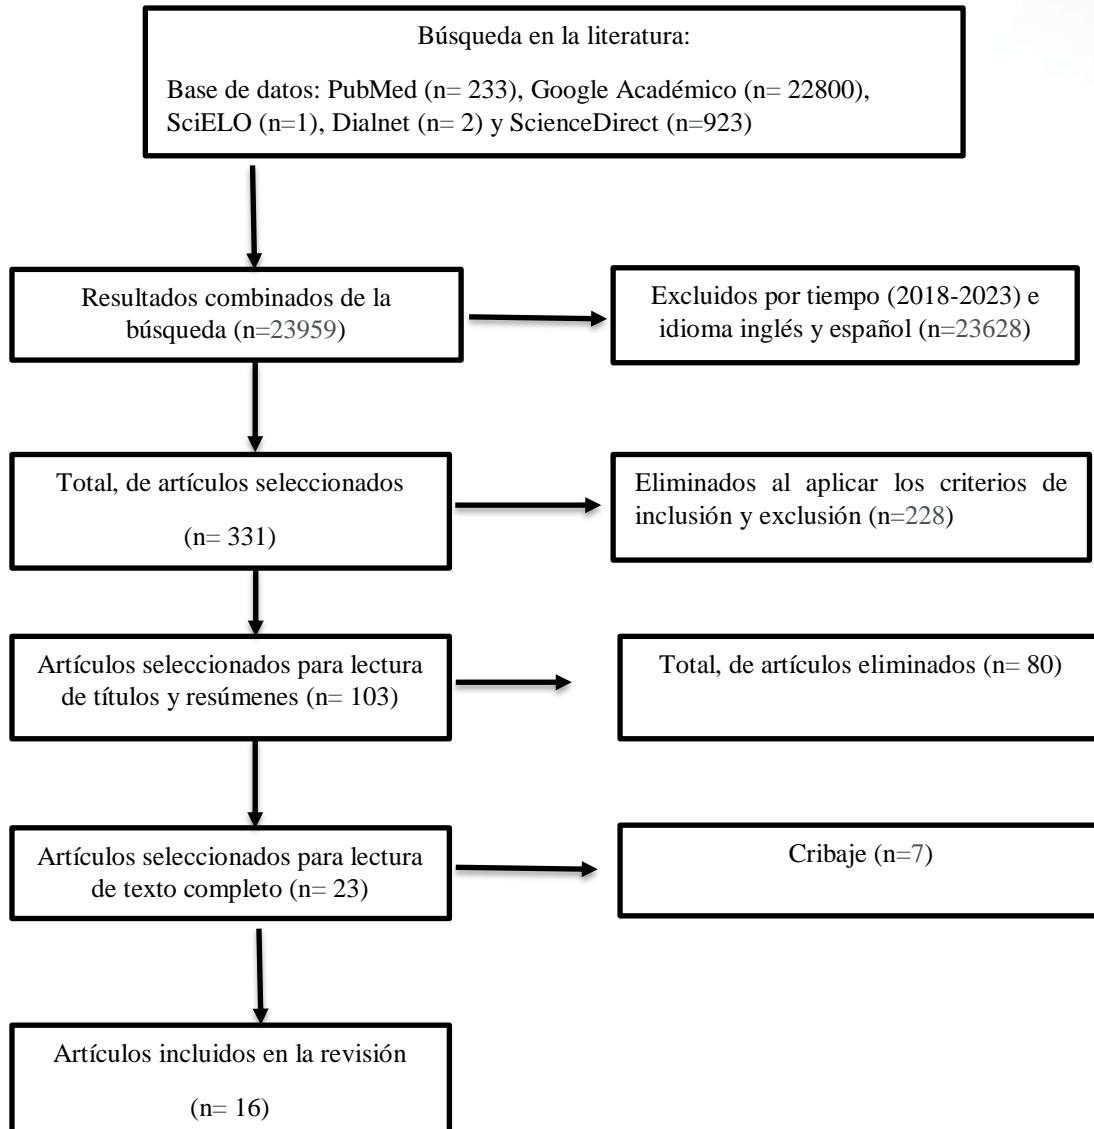 Búsqueda en la literatura:
Base de datos: PubMed (n= 233), Google Académico (n= 22800),
SciELO (n=1), Dialnet (n= 2) y ScienceDirect (n=923)
Resultados combinados de la
búsqueda (n=23959)
Excluidos por tiempo (2018-2023) e
idioma inglés y español (n=23628)
Total, de artículos seleccionados
(n= 331)
Eliminados al aplicar los criterios de
inclusión y exclusión (n=228)
Artículos seleccionados para lectura
de títulos y resúmenes (n= 103)
Total, de artículos eliminados (n= 80)
Artículos seleccionados para lectura
de texto completo (n= 23)
Cribaje (n=7)
Artículos incluidos en la revisión
(n= 16)